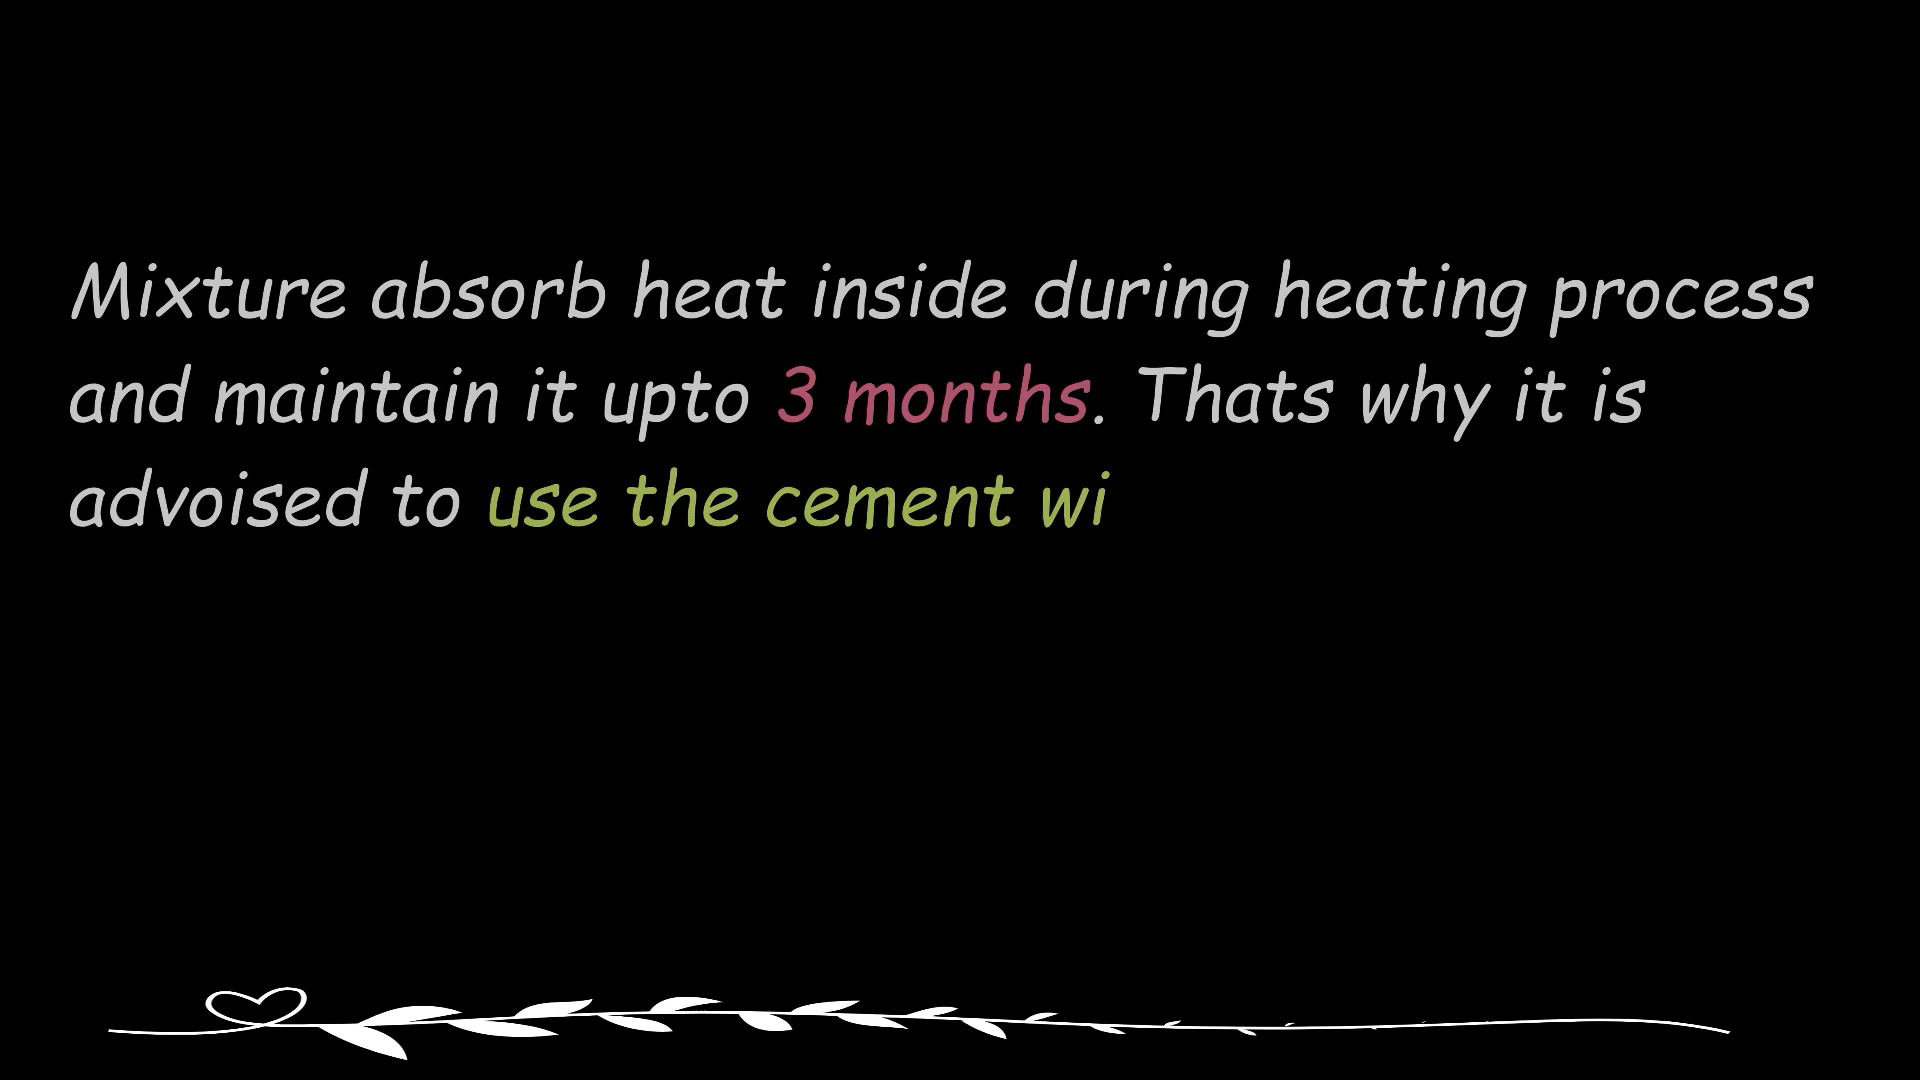 Mixture absorb heat inside during heating process
and maintain it upto 3 months. Thats why it is
advoised to use the cement wi